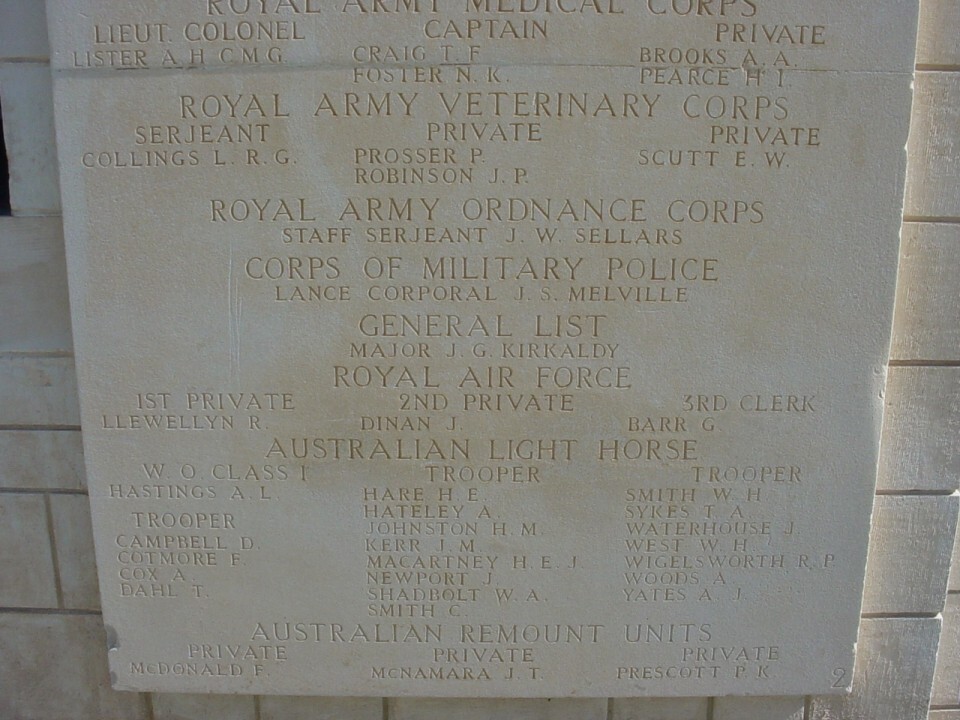 ROYAL ARMY MEDICAL CORPS
LIEUT. COLONEL CAPTAIN PRIVATE
LISTER A. H. C.M.G. CRAIG T. F. BROOKS A. A.
FOSTER N. K. PEARCE H. I.
ROYAL ARMY VETERINARY CORPS
SERJEANT PRIVATE PRIVATE
COLLINGS L. R. G. PROSSER P. SCUTT E. W.
ROBINSON J. P.
ROYAL ARMY ORDNANCE CORPS
STAFF SERJEANT J. W. SELLARS
CORPS OF MILITARY POLICE
LANCE CORPORAL J. S. MELVILLE
GENERAL LIST
MAJOR J. G. KIRKALDY
ROYAL AIR FORCE
1ST PRIVATE 2ND PRIVATE 3RD CLERK
LLEWELLYN R. DINAN J. BARR G.
AUSTRALIAN LIGHT HORSE
W. O. CLASS I TROOPER TROOPER
HASTINGS A. L. HARE H. E. SMITH W. H.
HATELEY A. SYKES T. A.
TROOPER JOHNSTON H. M. WATERHOUSE J.
CAMPBELL D. KERR J. M. WEST W. H.
COTMORE F. MACARTNEY H. E. J. WIGELSWORTH R. P.
COX A. NEWPORT J. WOODS A.
DAHL T. SHADBOLT W. A. YATES A. J.
SMITH C.
AUSTRALIAN REMOUNT UNITS
PRIVATE PRIVATE PRIVATE
McDONALD F. McNAMARA J. T. PRESCOTT P. K.
2